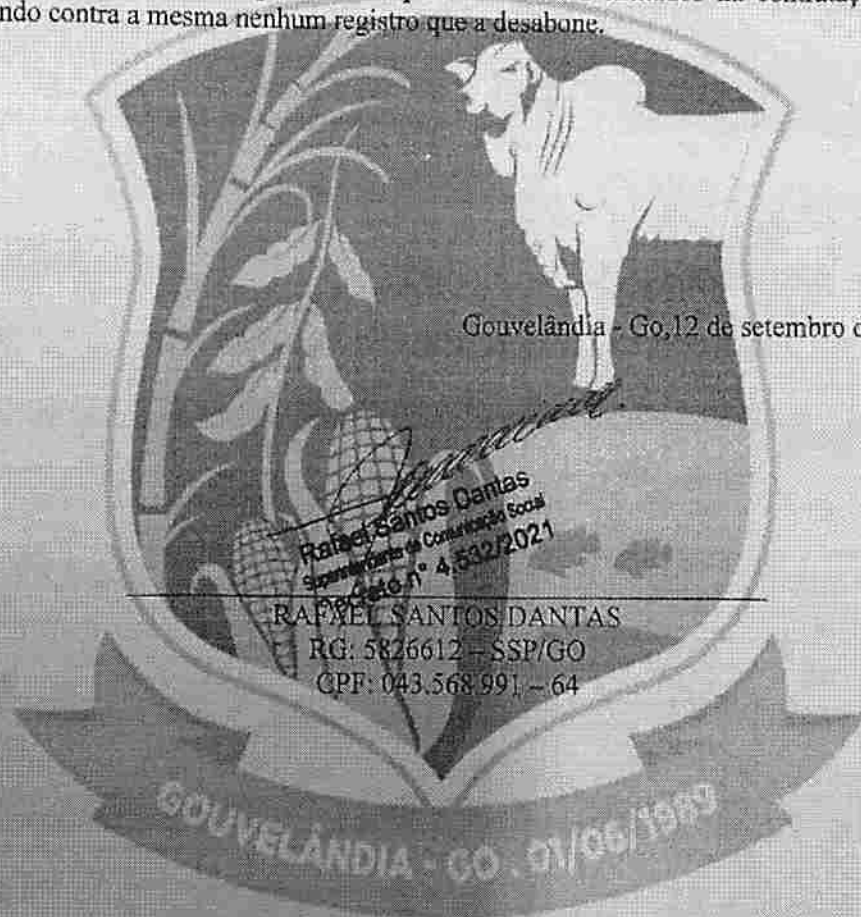 ndo contra a mesma nenhum registro que a desabone.
Gouvelândia - Go,12 de setembro d
Rafael Santos Dantas
Superintendente de Comunicação Social
Decreto n° 4.532/2021
RAFAEL SANTOS DANTAS
RG: 5826612 – SSP/GO
CPF: 043.568.991 – 64
GOUVELÂNDIA - GO . 01/06/1989